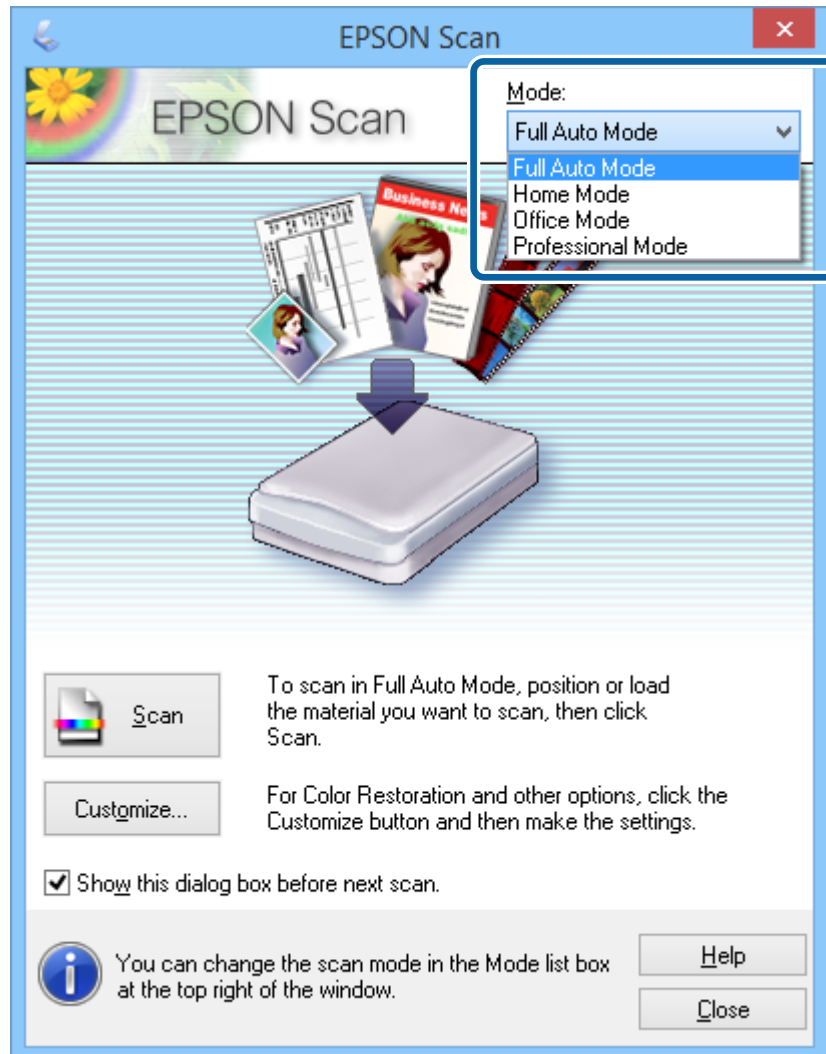 EPSON Scan
EPSON Scan
Mode:
Full Auto Mode
Full Auto Mode
Home Mode
Office Mode
Professional Mode
Business News
Scan
To scan in Full Auto Mode, position or load
the material you want to scan, then click
Scan.
Customize...
For Color Restoration and other options, click the
Customize button and then make the settings.
Show this dialog box before next scan.
You can change the scan mode in the Mode list box
at the top right of the window.
Help
Close